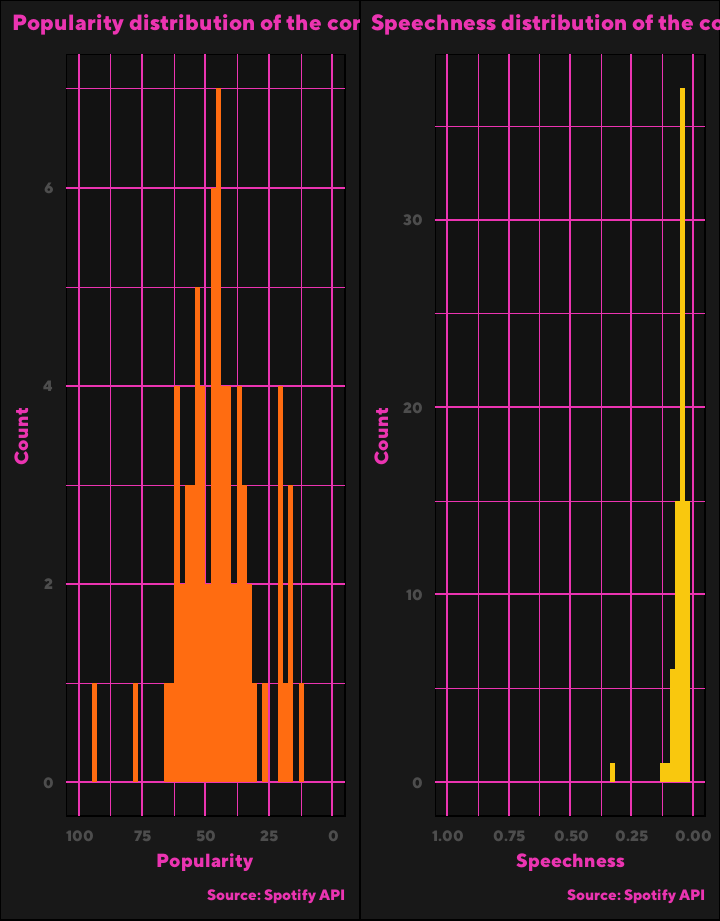 Popularity distribution of the cor
6
4
2
0
Count
100 75 50 25 0
Popularity
Source: Spotify API
Speechness distribution of the co
30
20
10
0
Count
1.00 0.75 0.50 0.25 0.00
Speechness
Source: Spotify API